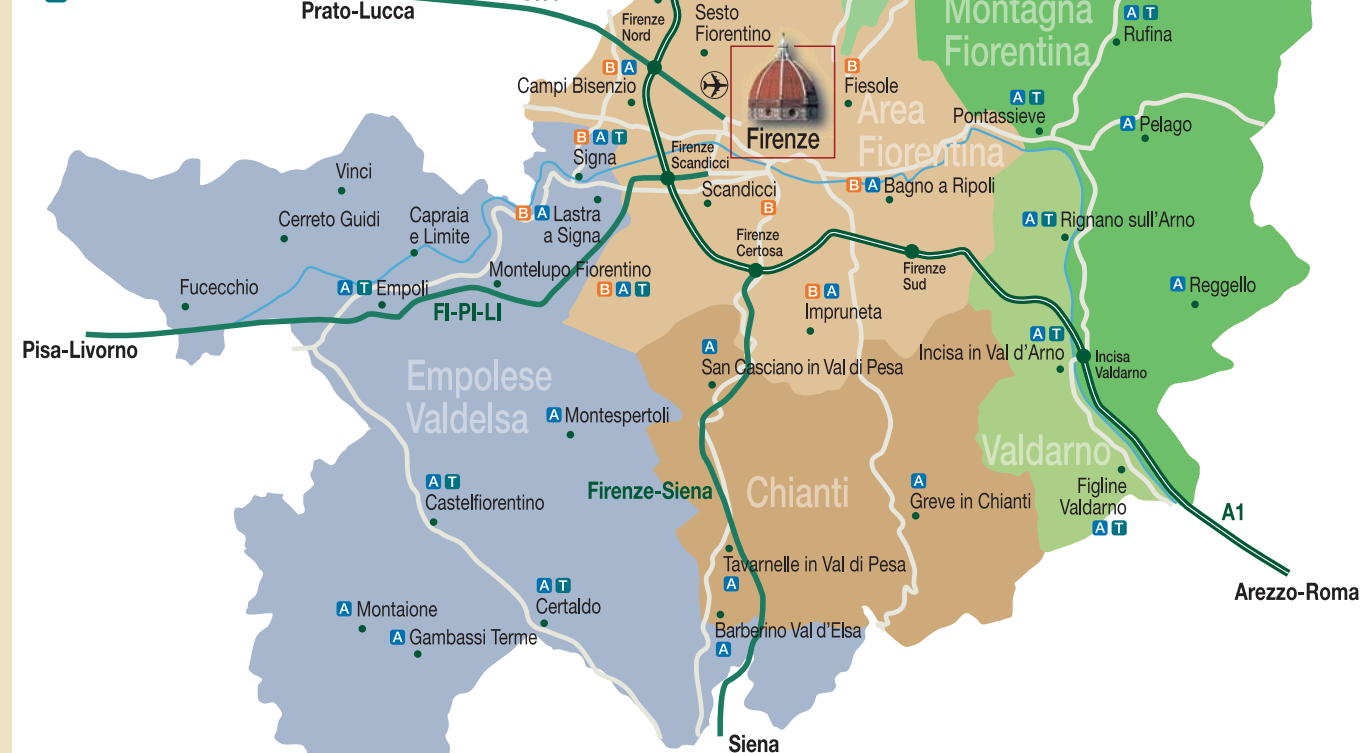 Prato-Lucca
Firenze
Nord
Sesto
Fiorentino
Montagna
Fiorentina
A T
Rufina
B A
Campi Bisenzio
Firenze
B
Fiesole
Area
Fiorentina
A T
Pontassieve
A Pelago
B A T
Signa
Firenze
Scandicci
Scandicci
B
B A Bagno a Ripoli
Vinci
Cerreto Guidi
Capraia
e Limite
B A Lastra
a Signa
A T Rignano sull'Arno
Firenze
Certosa
Firenze
Sud
Fucecchio
A T Empoli
Montelupo Fiorentino
B A T
B A
Impruneta
A Reggello
FI-PI-LI
Pisa-Livorno
A
San Casciano in Val di Pesa
A T
Incisa in Val d'Arno
Incisa
Valdarno
Empolese
Valdelsa
A Montespertoli
Valdarno
A T
Castelfiorentino
Firenze-Siena
Chianti
A
Greve in Chianti
Figline
Valdarno
A T
A1
Tavarnelle in Val di Pesa
A
Arezzo-Roma
A T
Certaldo
A Montaione
A Gambassi Terme
Barberino Val d'Elsa
A
Siena